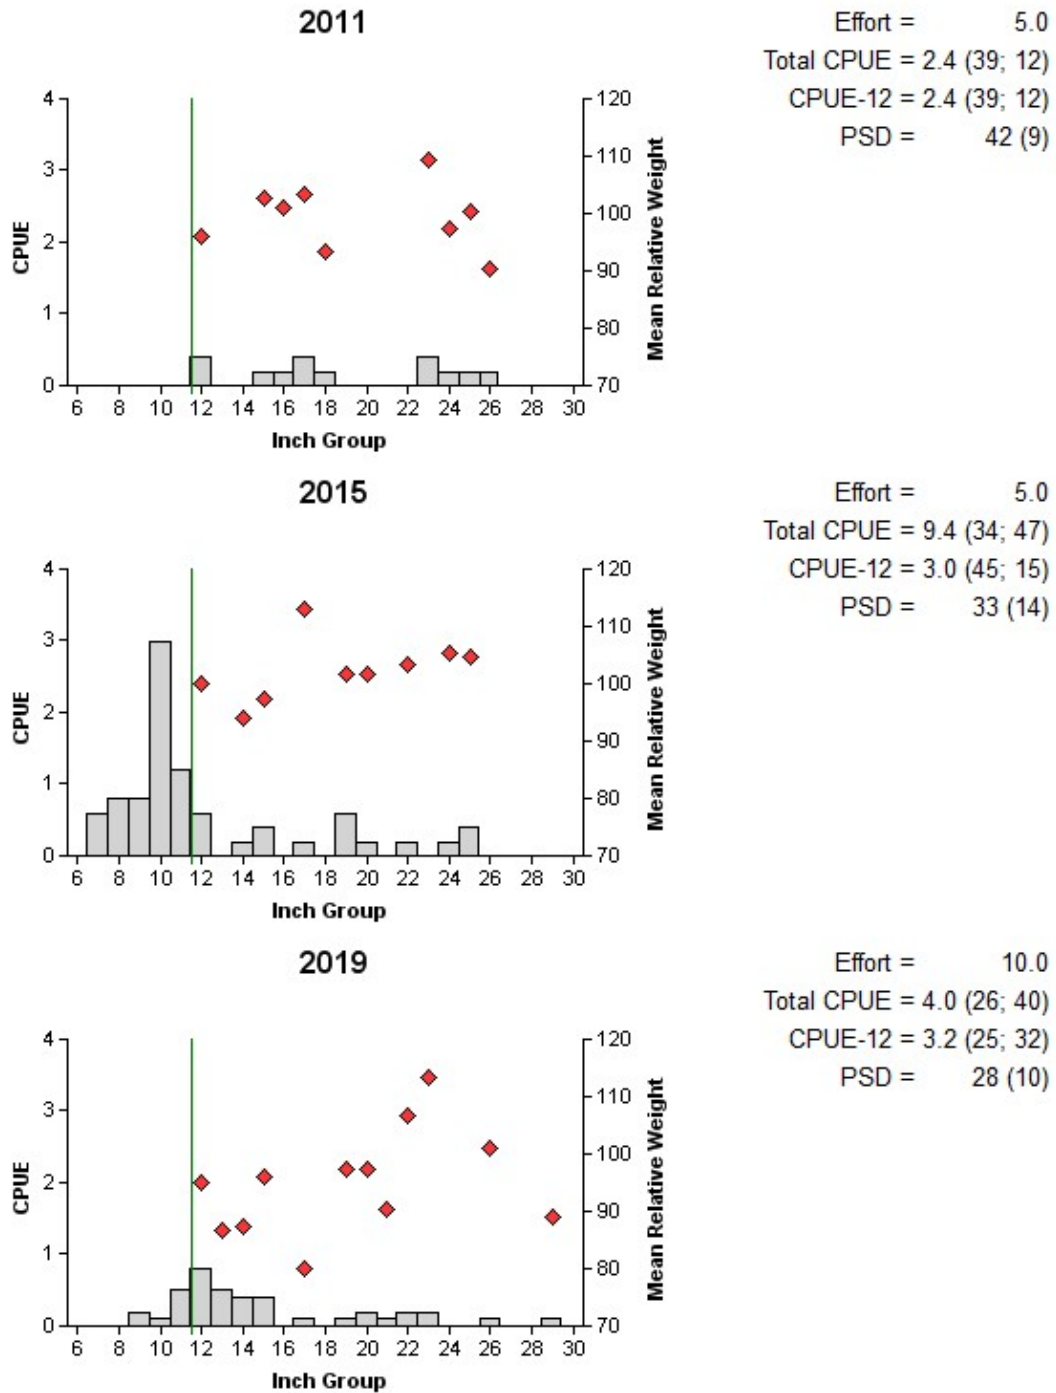 2011
Effort = 5.0
Total CPUE = 2.4 (39; 12)
CPUE-12 = 2.4 (39; 12)
PSD = 42 (9)
4
3
2
1
0
CPUE
120
110
100
90
80
70
Mean Relative Weight
6 8 10 12 14 16 18 20 22 24 26 28 30
Inch Group
2015
Effort = 5.0
Total CPUE = 9.4 (34; 47)
CPUE-12 = 3.0 (45; 15)
PSD = 33 (14)
4
3
2
1
0
CPUE
120
110
100
90
80
70
Mean Relative Weight
6 8 10 12 14 16 18 20 22 24 26 28 30
Inch Group
2019
Effort = 10.0
Total CPUE = 4.0 (26; 40)
CPUE-12 = 3.2 (25; 32)
PSD = 28 (10)
4
3
2
1
0
CPUE
120
110
100
90
80
70
Mean Relative Weight
6 8 10 12 14 16 18 20 22 24 26 28 30
Inch Group